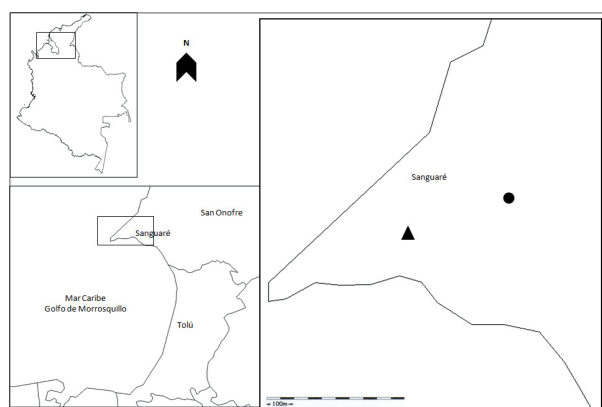 N
Sanguaré
San Onofre
Sanguaré
Mar Caribe
Golfo de Morrosquillo
Tolú
100m